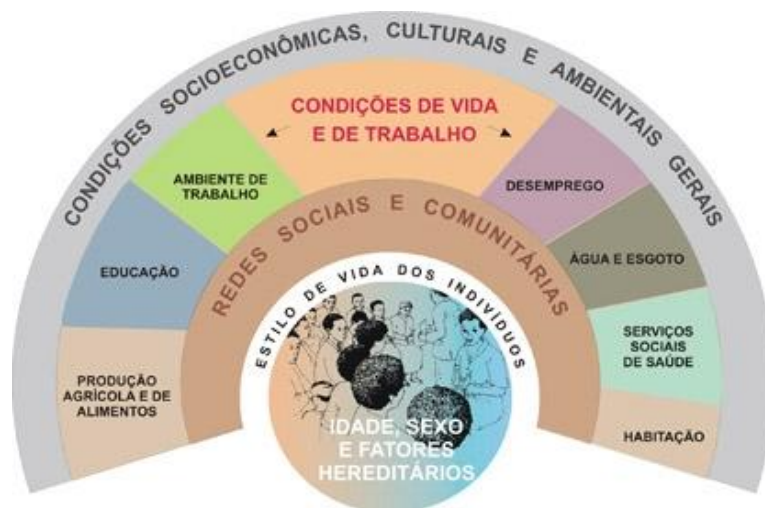 CONDIÇÕES SOCIOECONÔMICAS, CULTURAIS E AMBIENTAIS GERAIS
CONDIÇÕES DE VIDA
E DE TRABALHO
AMBIENTE DE
TRABALHO
DESEMPREGO
EDUCAÇÃO
ÁGUA E ESGOTO
PRODUÇÃO
AGRÍCOLA E DE
ALIMENTOS
SERVIÇOS
SOCIAIS
DE SAÚDE
HABITAÇÃO
REDES SOCIAIS E COMUNITÁRIAS
ESTILO DE VIDA DOS INDIVÍDUOS
IDADE, SEXO
E FATORES
HEREDITÁRIOS